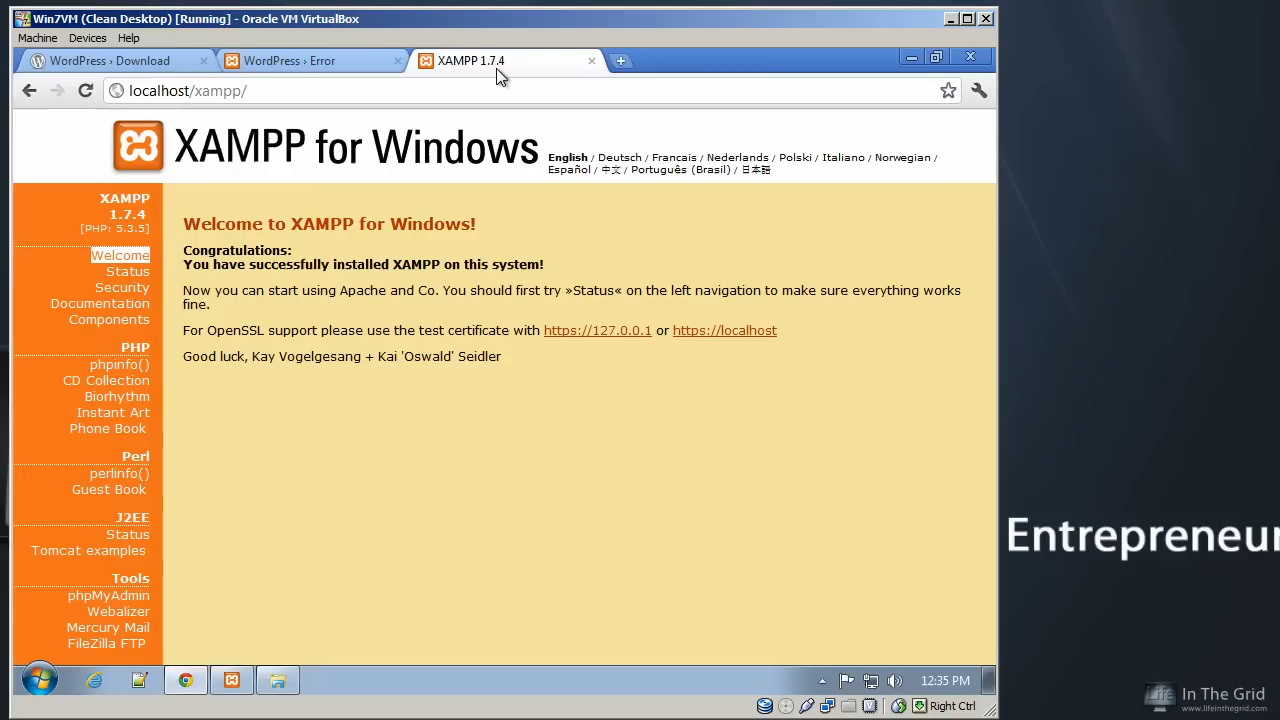 Win7VM (Clean Desktop) [Running] - Oracle VM VirtualBox
Machine Devices Help
WordPress › Download
WordPress › Error
XAMPP 1.7.4
localhost/xampp/
XAMPP for Windows
English / Deutsch / Francais / Nederlands / Polski / Italiano / Norwegian /
Español / 中文 / Português (Brasil) / 日本語
XAMPP
1.7.4
[PHP: 5.3.5]
Welcome
Status
Security
Documentation
Components
PHP
phpinfo()
CD Collection
Biorhythm
Instant Art
Phone Book
Perl
perlinfo()
Guest Book
J2EE
Status
Tomcat examples
Tools
phpMyAdmin
Webalizer
Mercury Mail
FileZilla FTP
Welcome to XAMPP for Windows!
Congratulations:
You have successfully installed XAMPP on this system!
Now you can start using Apache and Co. You should first try »Status« on the left navigation to make sure everything works
fine.
For OpenSSL support please use the test certificate with https://127.0.0.1 or https://localhost
Good luck, Kay Vogelgesang + Kai 'Oswald' Seidler
12:35 PM
Right Ctrl
Entrepreneur
Life In The Grid
www.lifeinthegrid.com